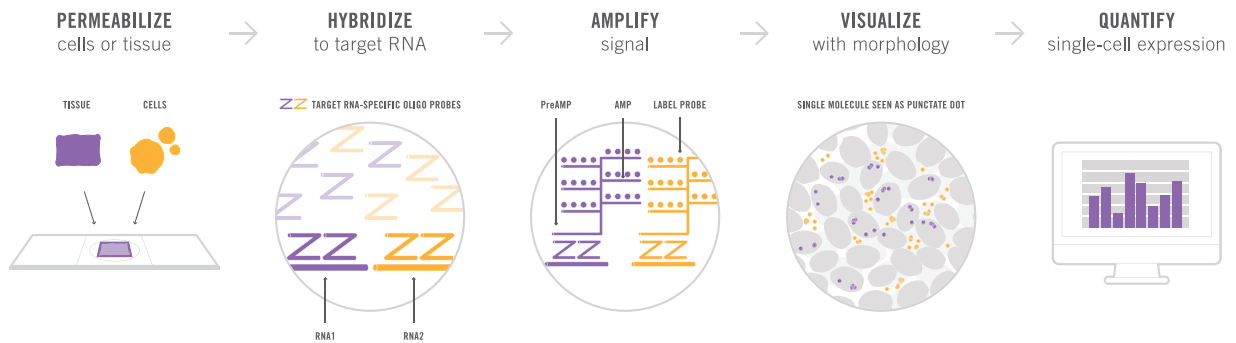 PERMEABILIZE
cells or tissue
HYBRIDIZE
to target RNA
AMPLIFY
signal
VISUALIZE
with morphology
QUANTIFY
single-cell expression
TISSUE
CELLS
ZZ TARGET RNA-SPECIFIC OLIGO PROBES
PreAMP
AMP
LABEL PROBE
SINGLE MOLECULE SEEN AS PUNCTATE DOT
RNA1
RNA2